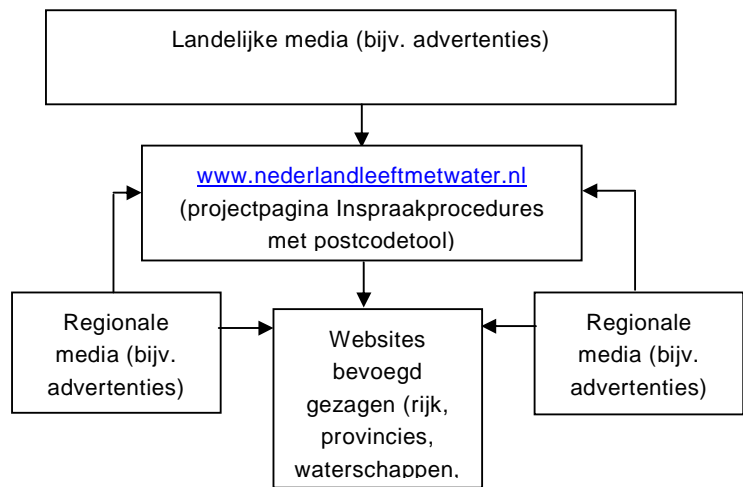 Landelijke media (bijv. advertenties)
www.nederlandleeftmetwater.nl
(projectpagina Inspraakprocedures
met postcodetool)
Regionale
media (bijv.
advertenties)
Websites
bevoegd
gezagen (rijk,
provincies,
waterschappen,
Regionale
media (bijv.
advertenties)